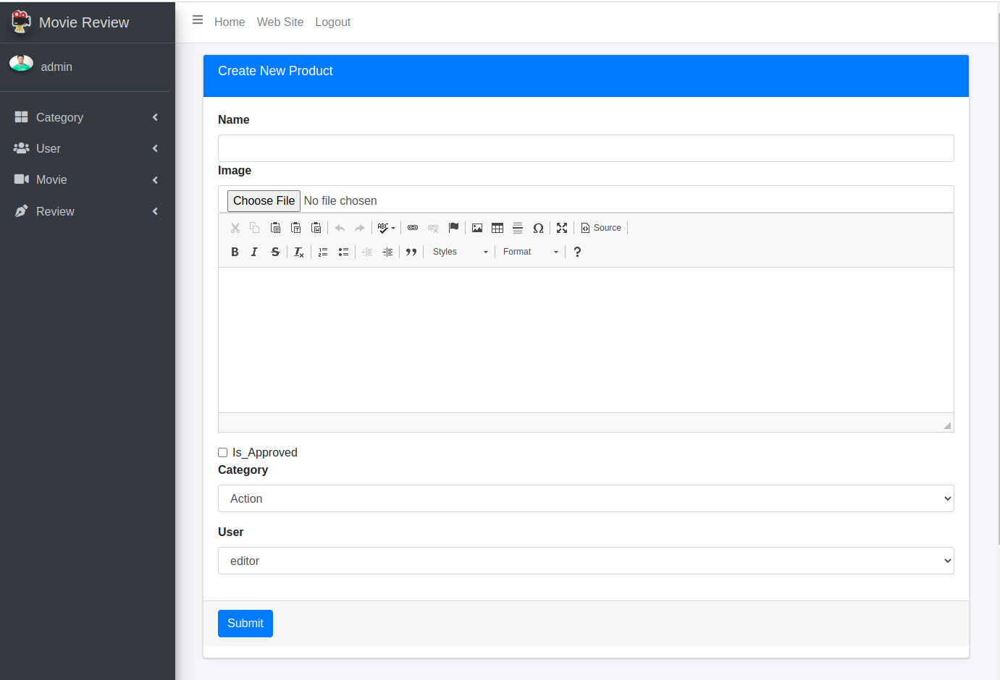 Movie Review
Home Web Site Logout
admin
Category
User
Movie
Review
Create New Product
Name
Image
Choose File No file chosen
ABC
Source
B I S Tx Styles Format ?
Is_Approved
Category
Action
User
editor
Submit